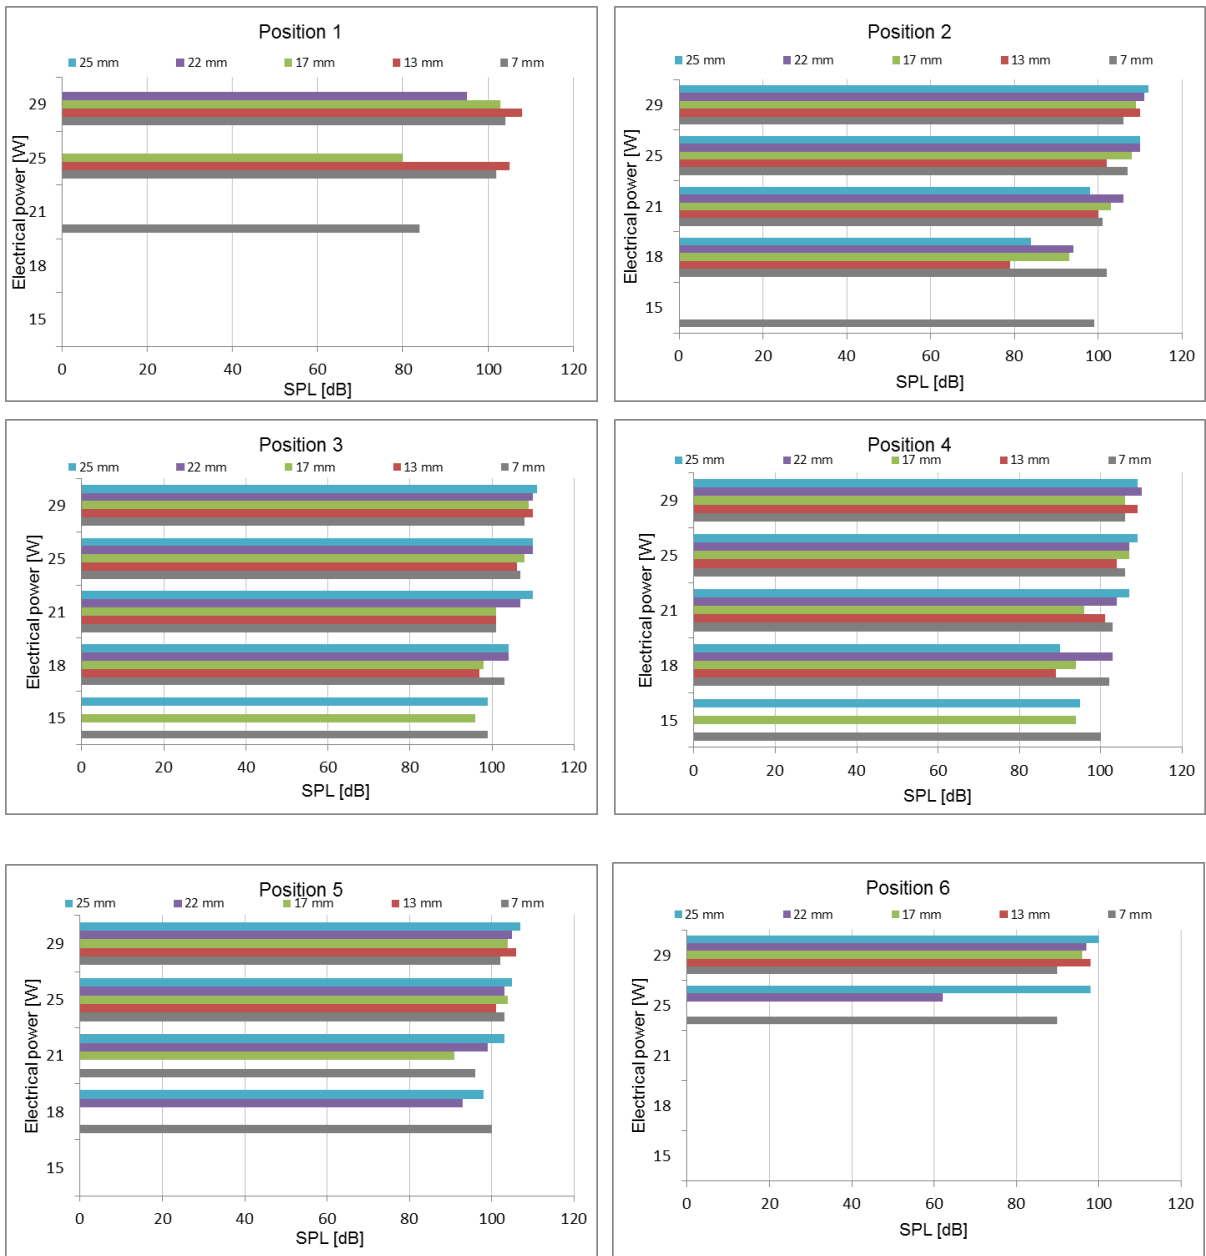 Position 1
25 mm 22 mm 17 mm 13 mm 7 mm
Electrical power [W]
29
25
21
18
15
0 20 40 60 80 100 120
SPL [dB]
Position 2
25 mm 22 mm 17 mm 13 mm 7 mm
Electrical power [W]
29
25
21
18
15
0 20 40 60 80 100 120
SPL [dB]
Position 3
25 mm 22 mm 17 mm 13 mm 7 mm
Electrical power [W]
29
25
21
18
15
0 20 40 60 80 100 120
SPL [dB]
Position 4
25 mm 22 mm 17 mm 13 mm 7 mm
Electrical power [W]
29
25
21
18
15
0 20 40 60 80 100 120
SPL [dB]
Position 5
25 mm 22 mm 17 mm 13 mm 7 mm
Electrical power [W]
29
25
21
18
15
0 20 40 60 80 100 120
SPL [dB]
Position 6
25 mm 22 mm 17 mm 13 mm 7 mm
Electrical power [W]
29
25
21
18
15
0 20 40 60 80 100 120
SPL [dB]